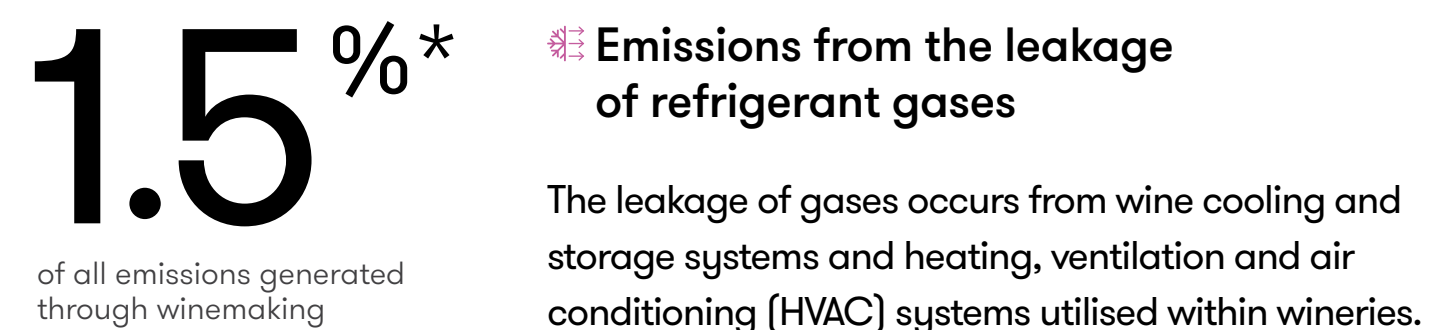 1.5%*
of all emissions generated
through winemaking
Emissions from the leakage
of refrigerant gases
The leakage of gases occurs from wine cooling and
storage systems and heating, ventilation and air
conditioning (HVAC) systems utilised within wineries.